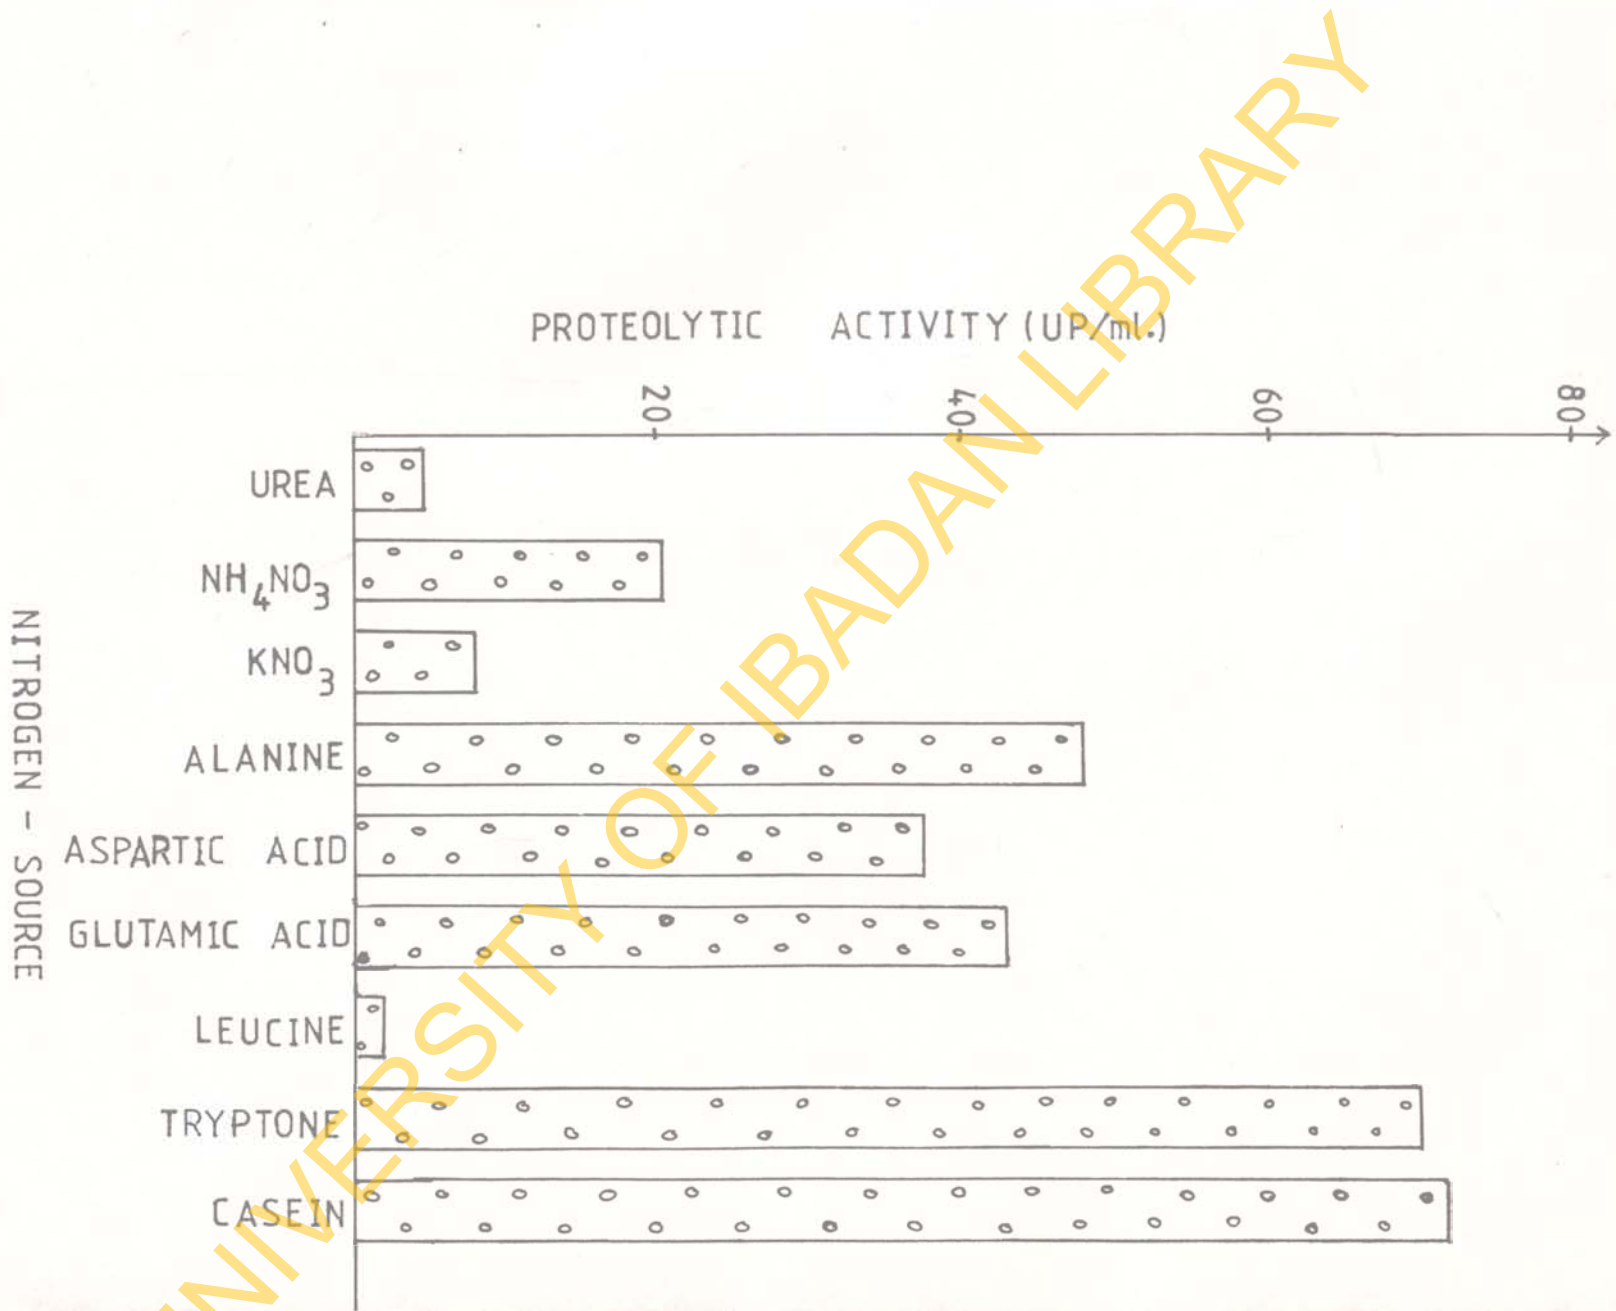 PROTEOLYTIC ACTIVITY (UP/ml.)
20
40
60
80
UREA
NH4NO3
KNO3
ALANINE
ASPARTIC ACID
GLUTAMIC ACID
LEUCINE
TRYPTONE
CASEIN
NITROGEN - SOURCE
NIVERSITY OF IBADAN LIBRARY